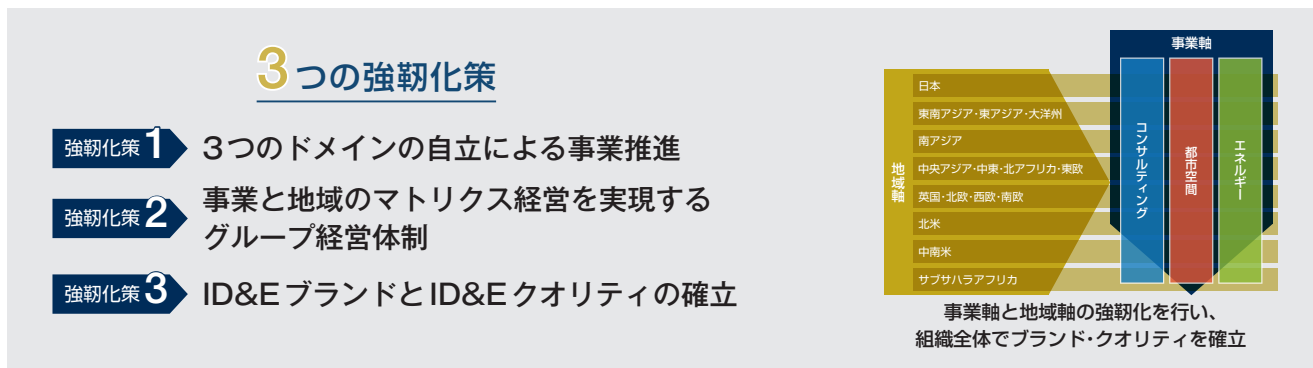 3つの強靭化策
強靭化策1 3つのドメインの自立による事業推進
強靭化策2 事業と地域のマトリクス経営を実現する
グループ経営体制
強靭化策3 ID&EブランドとID&Eクオリティの確立
事業軸
コンサルティング
都市空間
エネルギー
地域軸
日本
東南アジア・東アジア・大洋州
南アジア
中央アジア・中東・北アフリカ・東欧
英国・北欧・西欧・南欧
北米
中南米
サブサハラアフリカ
事業軸と地域軸の強靭化を行い、
組織全体でブランド・クオリティを確立